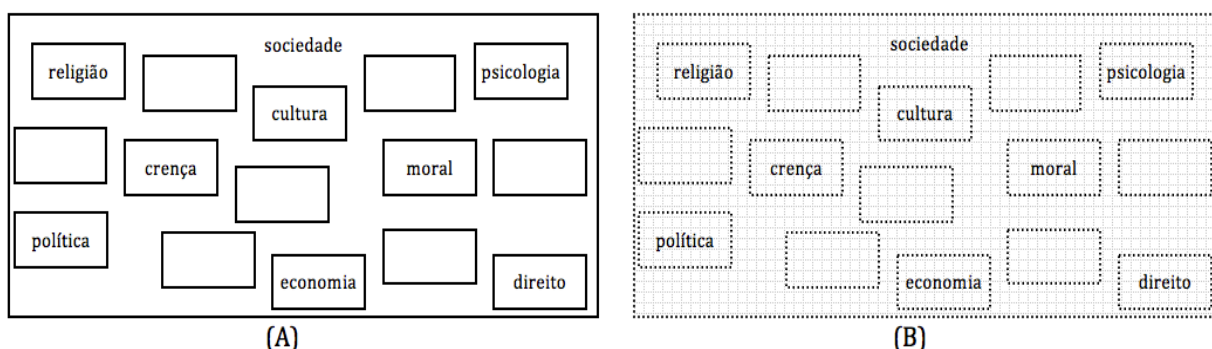 sociedade
religião
psicologia
cultura
crença
moral
política
economia
direito
(A)
sociedade
religião
psicologia
cultura
crença
moral
política
economia
direito
(B)